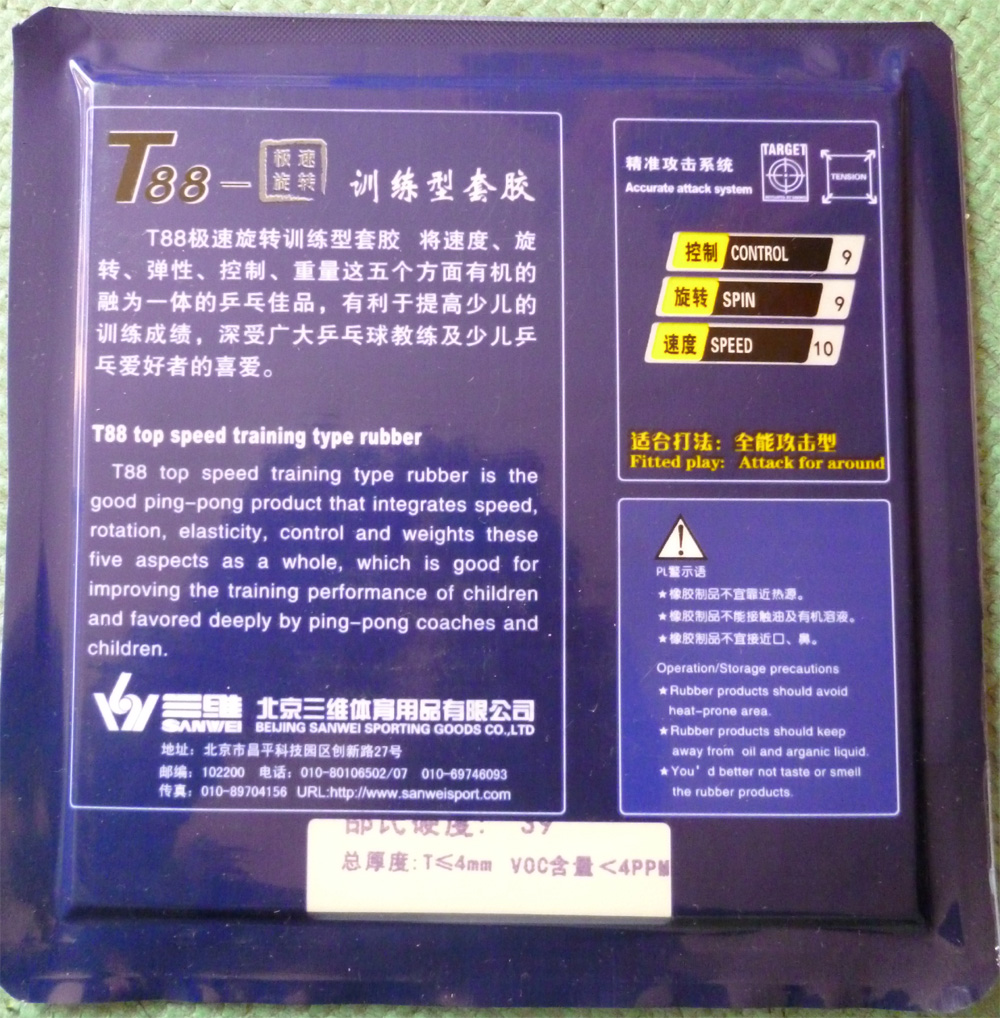 T88—极速旋转 训练型套胶
T88极速旋转训练型套胶 将速度、旋
转、弹性、控制、重量这五个方面有机的
融为一体的乒乓佳品，有利于提高少儿的
训练成绩，深受广大乒乓球教练及少儿乒
乓爱好者的喜爱。
T88 top speed training type rubber
T88 top speed training type rubber is the
good ping-pong product that integrates speed,
rotation, elasticity, control and weights these
five aspects as a whole, which is good for
improving the training performance of children
and favored deeply by ping-pong coaches and
children.
三维
SANWEI
北京三维体育用品有限公司
BEIJING SANWEI SPORTING GOODS CO.,LTD
地址：北京市昌平科技园区创新路27号
邮编：102200 电话：010-80106502/07 010-69746093
传真：010-89704156 URL:http://www.sanweisport.com
精准攻击系统
Accurate attack system
TARGET
TENSION
控制 CONTROL 9
旋转 SPIN 9
速度 SPEED 10
适合打法：全能攻击型
Fitted play: Attack for around
PL警示语
★橡胶制品不宜靠近热源。
★橡胶制品不能接触油及有机溶液。
★橡胶制品不宜接近口、鼻。
Operation/Storage precautions
★Rubber products should avoid
heat-prone area.
★Rubber products should keep
away from oil and arganic liquid.
★You'd better not taste or smell
the rubber products.
邵氏硬度: 39
总厚度:T≤4mm VOC含量<4PPM